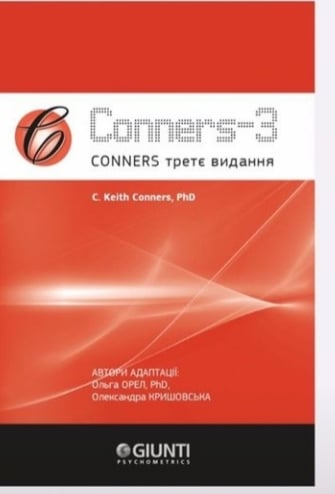 Conners-3
CONNERS третє видання
C. Keith Conners, PhD
АВТОРИ АДАПТАЦІЇ:
Ольга ОРЕЛ, PhD,
Олександра КРИШОВСЬКА
GIUNTI
PSYCHOMETRICS